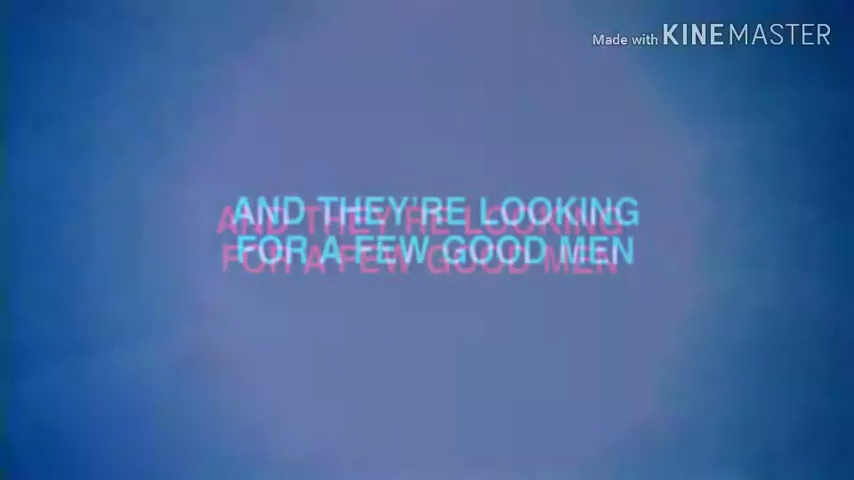 Made with KINEMASTER
AND THEY'RE LOOKING
FOR A FEW GOOD MEN